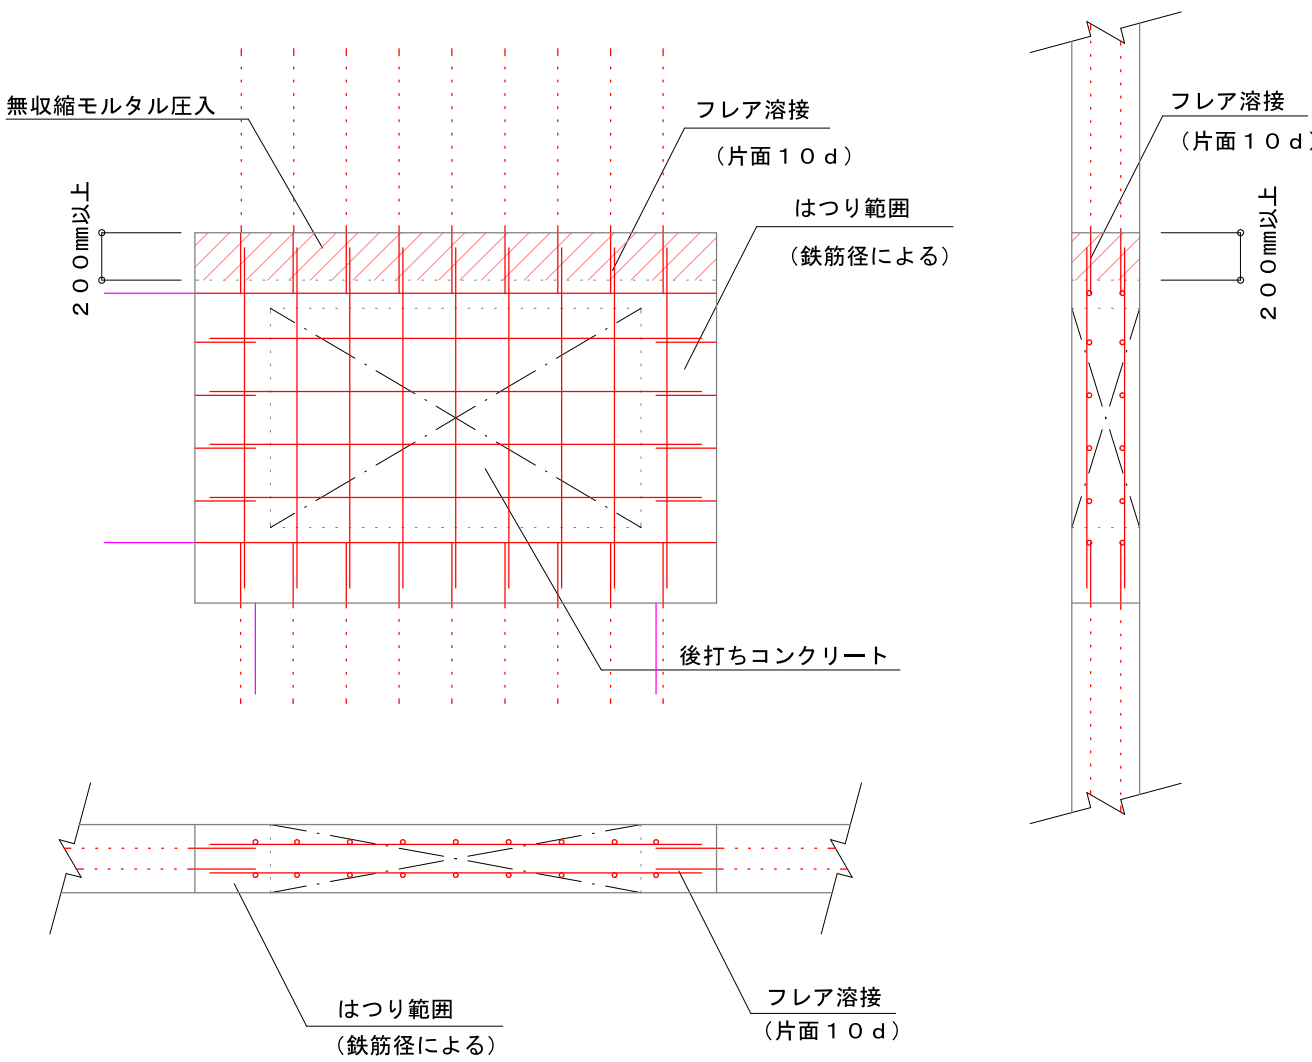 無収縮モルタル圧入
フレア溶接
（片面１０ｄ）
はつり範囲
（鉄筋径による）
２００㎜以上
フレア溶接
（片面１０ｄ）
２００㎜以上
後打ちコンクリート
はつり範囲
（鉄筋径による）
フレア溶接
（片面１０ｄ）